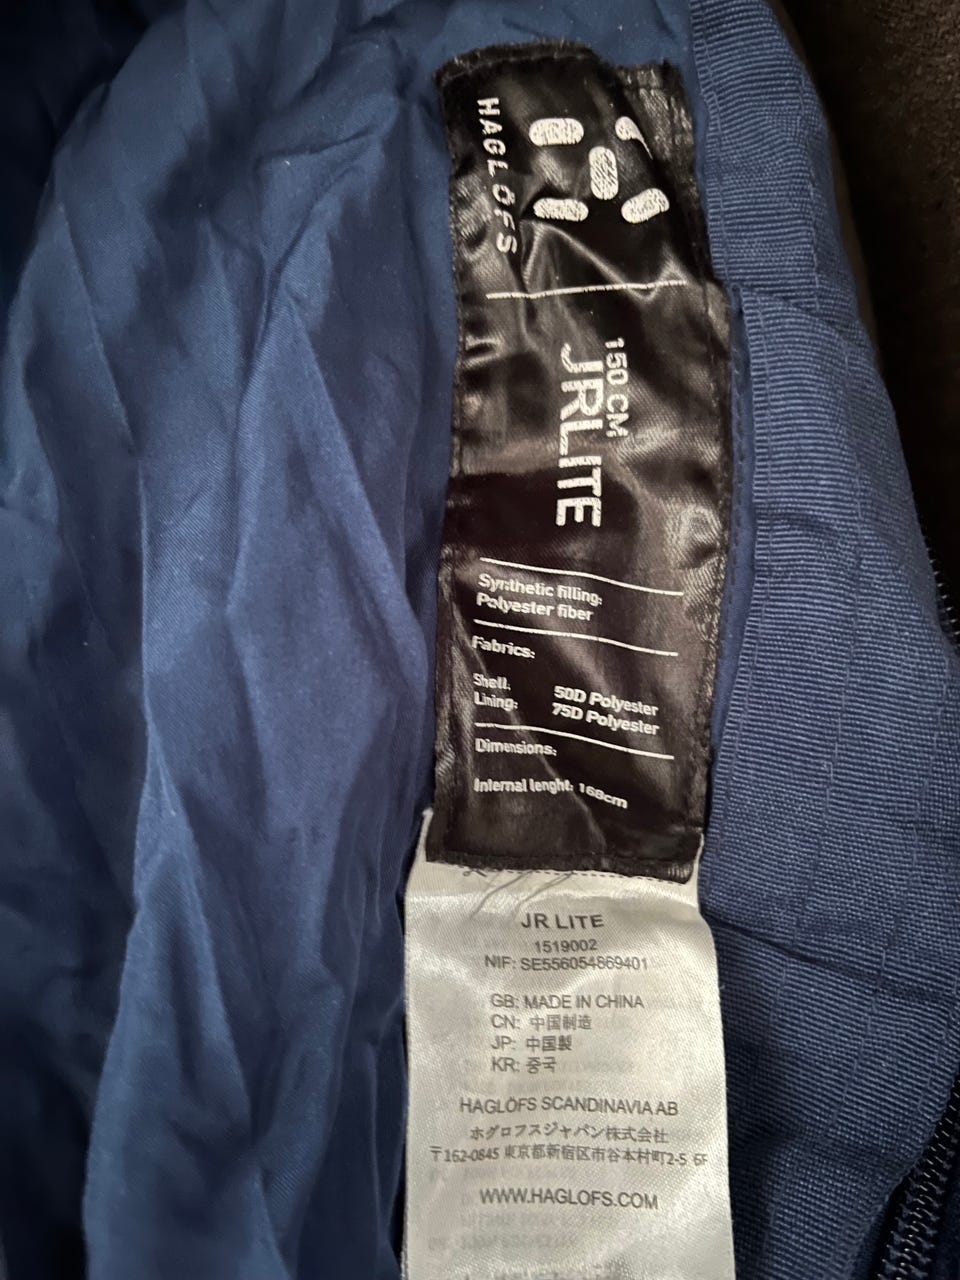 HAGLÖFS
150 CM
JRLITE
Synthetic filling:
Polyester fiber
Fabrics:
Shell: 50D Polyester
Lining: 75D Polyester
Dimensions:
Internal lenght: 168cm
JR LITE
1519002
NIF: SE556054869401
GB: MADE IN CHINA
CN: 中国制造
JP: 中国製
KR: 중국
HAGLÖFS SCANDINAVIA AB
ホグロフスジャパン株式会社
〒162-0845 東京都新宿区市谷本村町2-5 6F
WWW.HAGLOFS.COM